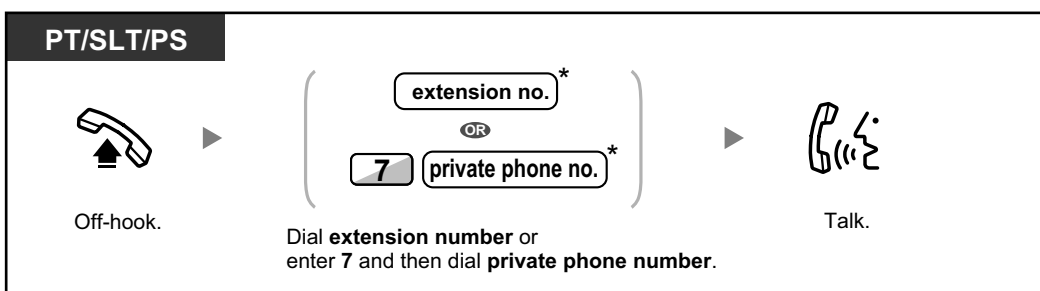 PT/SLT/PS
extension no.*
OR
7 private phone no.*
Off-hook.
Dial extension number or
enter 7 and then dial private phone number.
Talk.